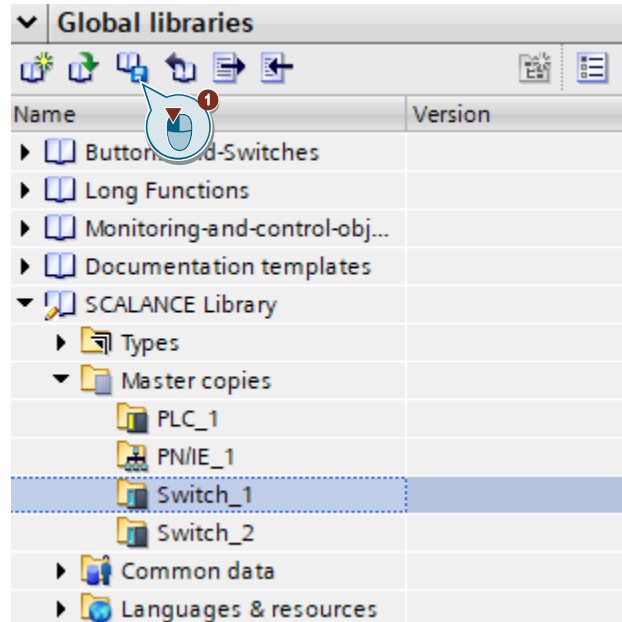 Global libraries
1
Name
Version
Long Functions
Monitoring-and-control-obj...
Documentation templates
SCALANCE Library
Types
Master copies
PLC_1
PN/IE_1
Switch_1
Switch_2
Common data
Languages & resources